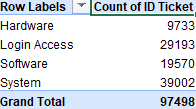 Row Labels Count of ID Ticket
Hardware 9733
Login Access 29193
Software 19570
System 39002
Grand Total 97498